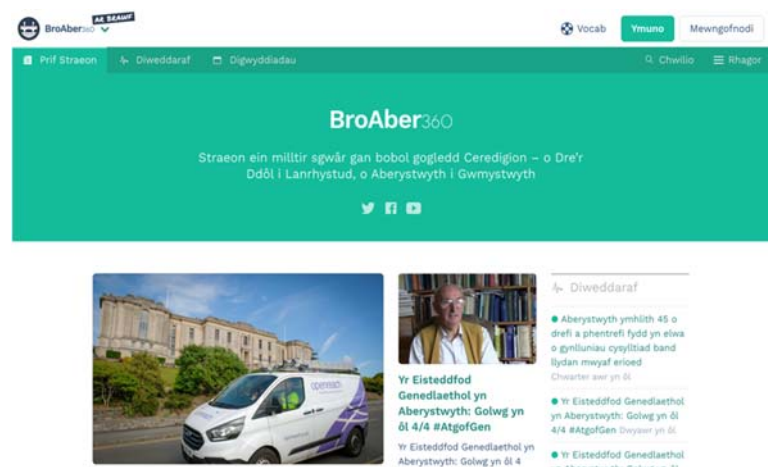 AR BRAWF
BroAber360
Vocab
Ymuno
Mewngofnodi
Prif Straeon
Diweddaraf
Digwyddiadau
Chwilio
Rhagor
BroAber360
Straeon ein milltir sgwâr gan bobol gogledd Ceredigion – o Dre'r
Ddôl i Lanrhystud, o Aberystwyth i Gwmystwyth
openreach
Yr Eisteddfod
Genedlaethol yn
Aberystwyth: Golwg yn
ôl 4/4 #AtgofGen
Yr Eisteddfod Genedlaethol yn
Aberystwyth: Golwg yn ôl 4
Diweddaraf
Aberystwyth ymhlith 45 o
drefi a phentrefi fydd yn elwa
o gynlluniau cysylltiad band
llydan mwyaf erioed
Chwarter awr yn ôl
Yr Eisteddfod Genedlaethol
yn Aberystwyth: Golwg yn ôl
4/4 #AtgofGen Dwyawr yn ôl
Yr Eisteddfod Genedlaethol